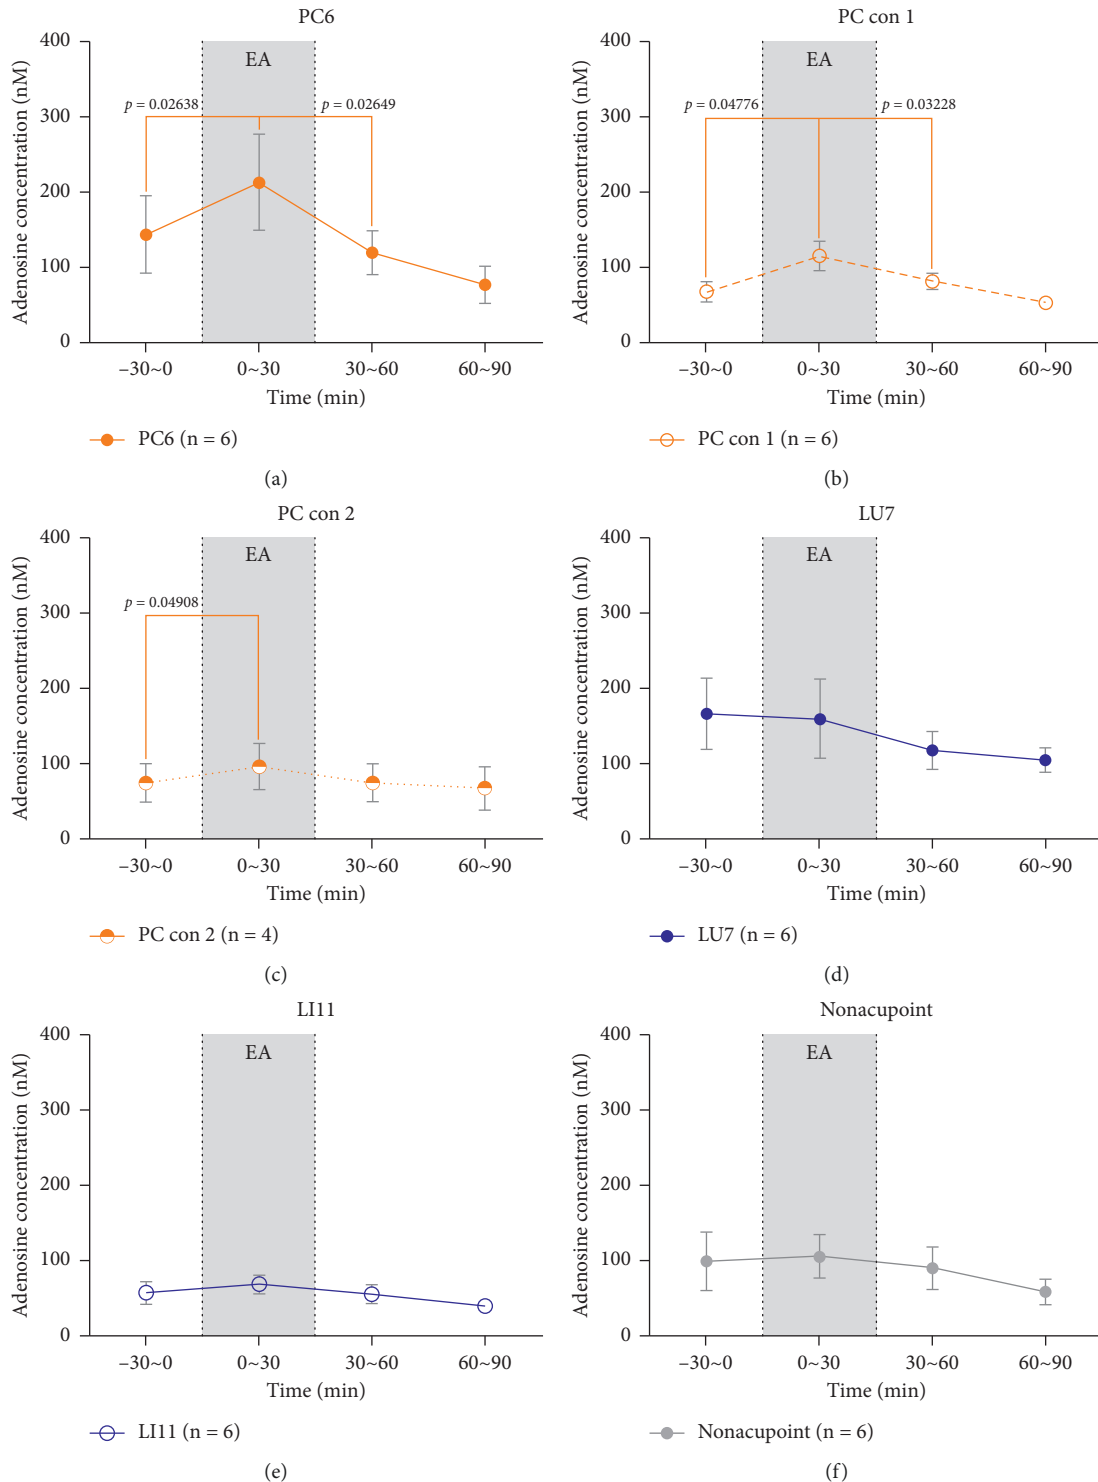 PC6
Adenosine concentration (nM)
400
300
200
100
0
EA
p = 0.02638
p = 0.02649
–30~0
0~30
30~60
60~90
Time (min)
PC6 (n = 6)
(a)
PC con 1
Adenosine concentration (nM)
400
300
200
100
0
EA
p = 0.04776
p = 0.03228
–30~0
0~30
30~60
60~90
Time (min)
PC con 1 (n = 6)
(b)
PC con 2
Adenosine concentration (nM)
400
300
200
100
0
EA
p = 0.04908
–30~0
0~30
30~60
60~90
Time (min)
PC con 2 (n = 4)
(c)
LU7
Adenosine concentration (nM)
400
300
200
100
0
EA
–30~0
0~30
30~60
60~90
Time (min)
LU7 (n = 6)
(d)
LI11
Adenosine concentration (nM)
400
300
200
100
0
EA
–30~0
0~30
30~60
60~90
Time (min)
LI11 (n = 6)
(e)
Nonacupoint
Adenosine concentration (nM)
400
300
200
100
0
EA
–30~0
0~30
30~60
60~90
Time (min)
Nonacupoint (n = 6)
(f)